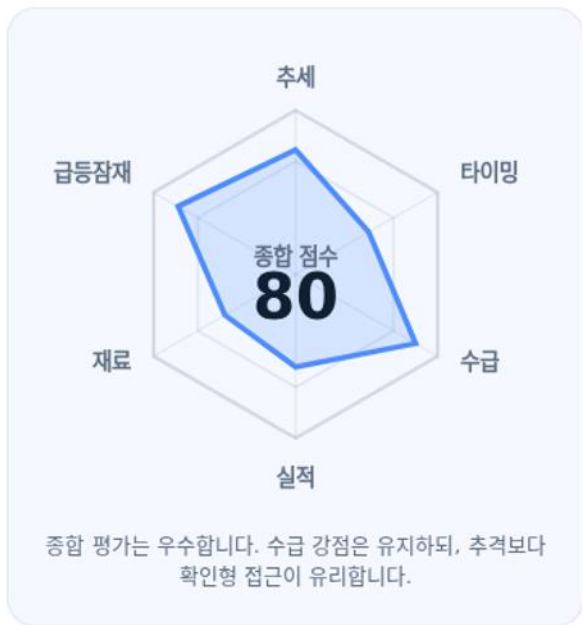 추세
급등잠재
타이밍
종합 점수
80
재료
수급
실적
종합 평가는 우수합니다. 수급 강점은 유지하되, 추격보다
확인형 접근이 유리합니다.